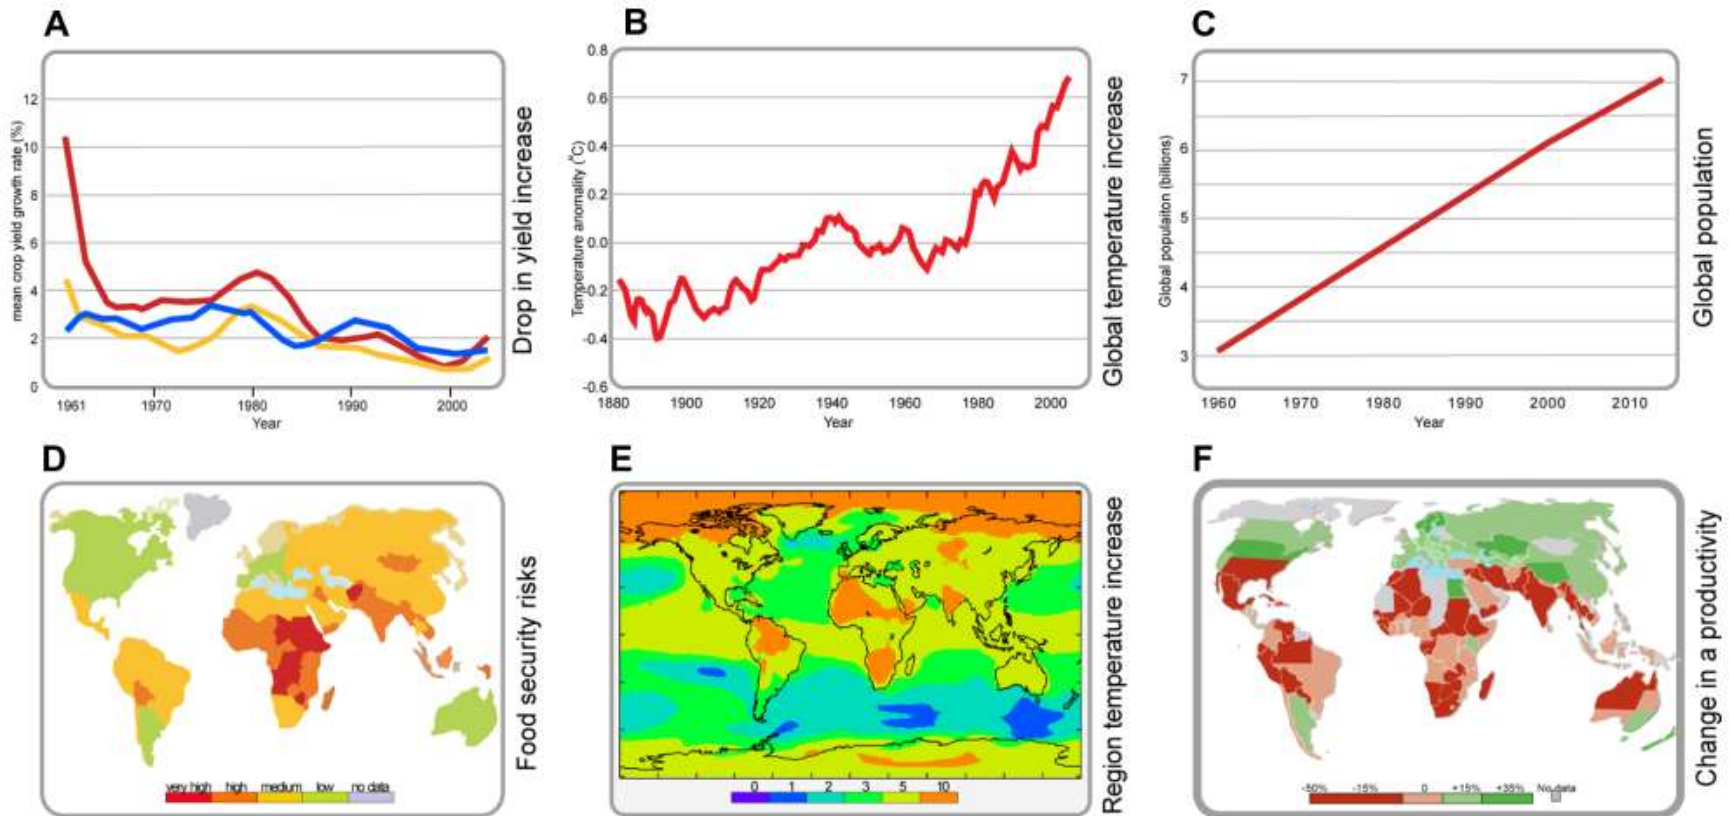 A
mean crop yield growth rate (%)
12
10
8
6
4
2
0
1961 1970 1980 1990 2000
Year
Drop in yield increase
B
Temperature anomality (°C)
0.8
0.6
0.4
0.2
0.0
-0.2
-0.4
-0.6
1880 1900 1920 1940 1960 1980 2000
Year
Global temperature increase
C
Global populaiton (billions)
7
6
5
4
3
1960 1970 1980 1990 2000 2010
Year
Global population
D
very high high medium low no data
Food security risks
E
0 1 2 3 5 10
Region temperature increase
F
-50% -15% 0 +15% +35% No data
Change in a productivity